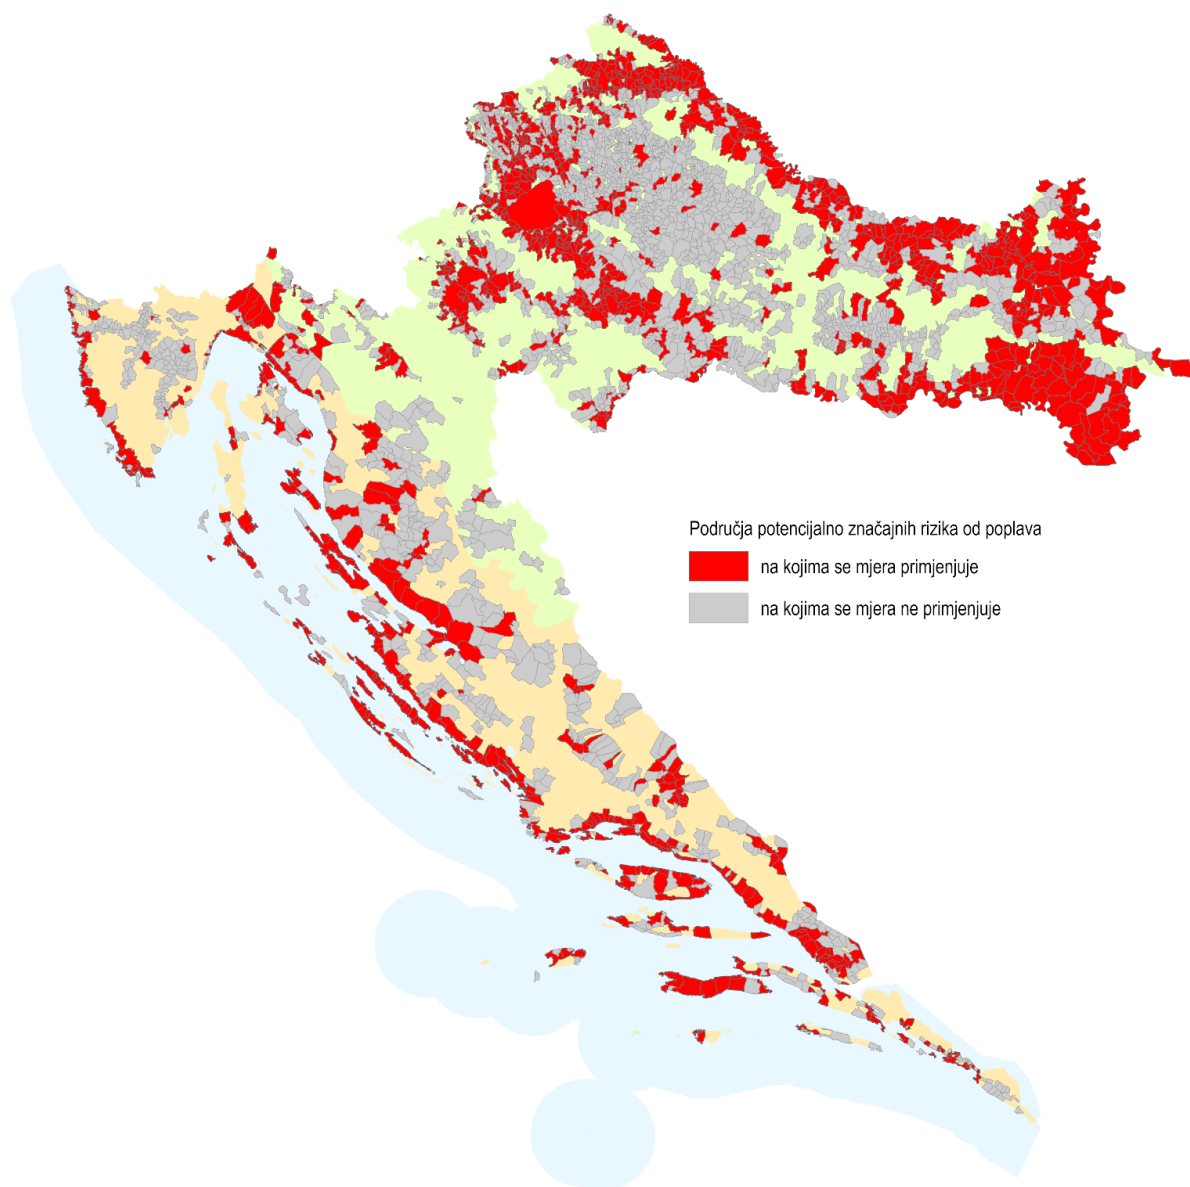 Područja potencijalno značajnih rizika od poplava
na kojima se mjera primjenjuje
na kojima se mjera ne primjenjuje